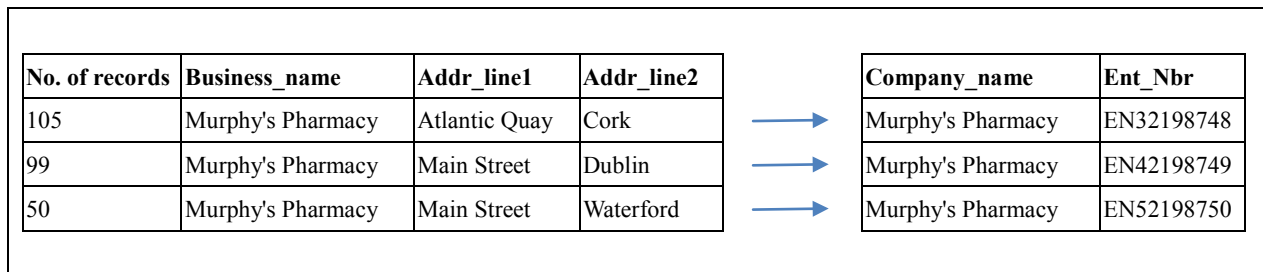 No. of records Business_name Addr_line1 Addr_line2 Company_name Ent_Nbr
105 Murphy's Pharmacy Atlantic Quay Cork Murphy's Pharmacy EN32198748
99 Murphy's Pharmacy Main Street Dublin Murphy's Pharmacy EN42198749
50 Murphy's Pharmacy Main Street Waterford Murphy's Pharmacy EN52198750